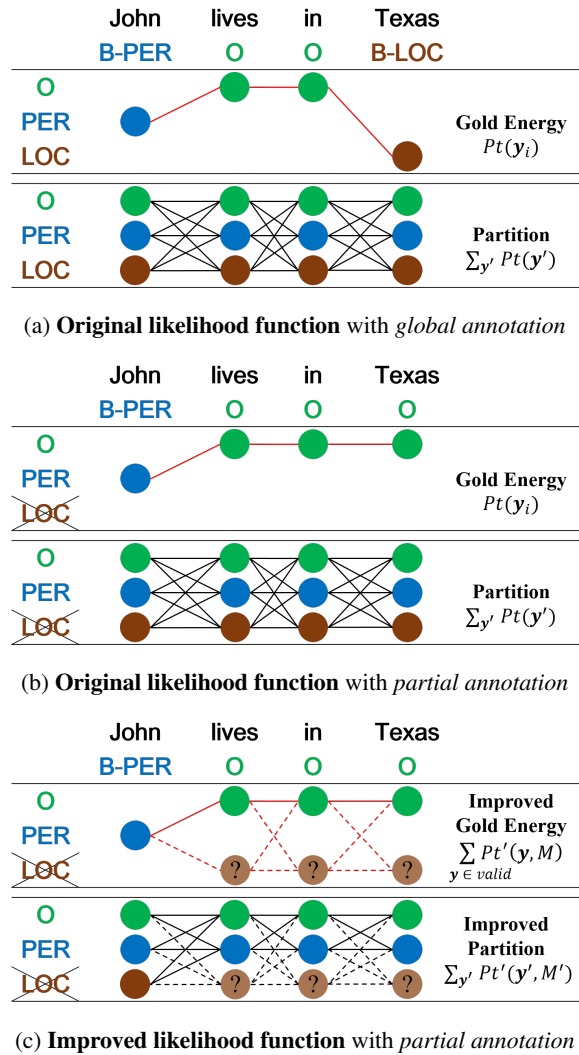 John lives in Texas
B-PER O O B-LOC
O
PER
LOC
Gold Energy
Pt(𝒚ᵢ)
O
PER
LOC
Partition
∑𝒚′ Pt(𝒚′)
(a) Original likelihood function with global annotation
John lives in Texas
B-PER O O O
O
PER
LOC
Gold Energy
Pt(𝒚ᵢ)
O
PER
LOC
Partition
∑𝒚′ Pt(𝒚′)
(b) Original likelihood function with partial annotation
John lives in Texas
B-PER O O O
O
PER
LOC
? ? ?
Improved
Gold Energy
∑ Pt′(𝒚, M)
𝒚 ∈ valid
O
PER
LOC
? ? ?
Improved
Partition
∑𝒚′ Pt′(𝒚′, M′)
(c) Improved likelihood function with partial annotation